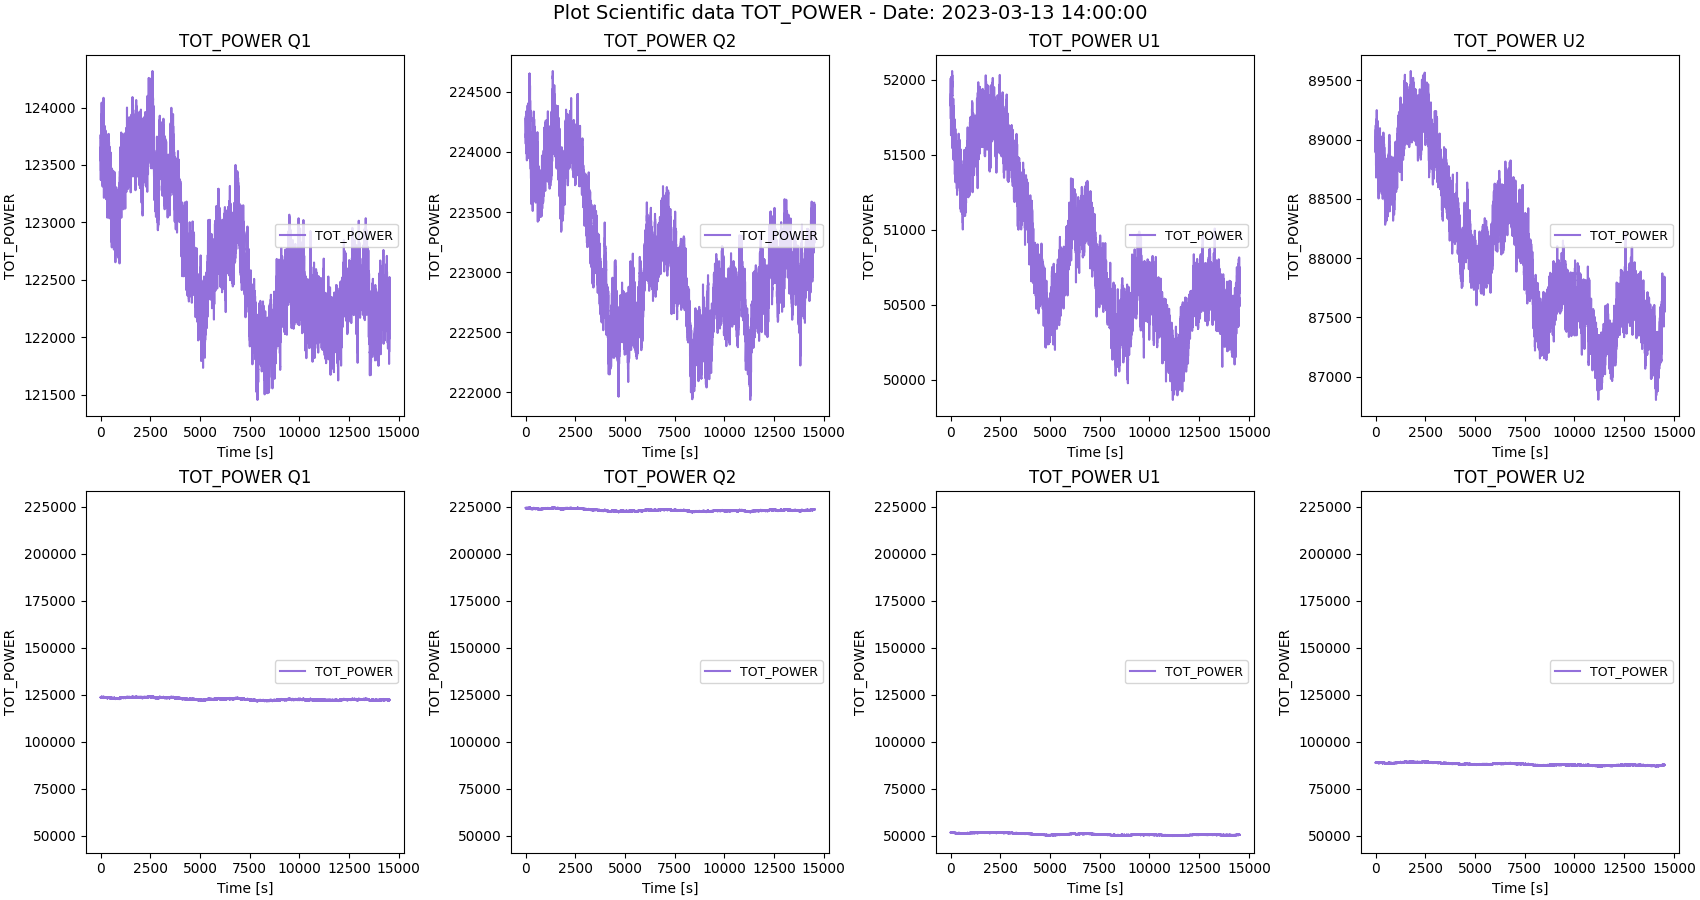 Plot Scientific data TOT_POWER - Date: 2023-03-13 14:00:00
TOT_POWER Q1
TOT_POWER
124000
123500
123000
122500
122000
121500
TOT_POWER
0 2500 5000 7500 10000 12500 15000
Time [s]
TOT_POWER Q2
TOT_POWER
224500
224000
223500
223000
222500
222000
TOT_POWER
0 2500 5000 7500 10000 12500 15000
Time [s]
TOT_POWER U1
TOT_POWER
52000
51500
51000
50500
50000
TOT_POWER
0 2500 5000 7500 10000 12500 15000
Time [s]
TOT_POWER U2
TOT_POWER
89500
89000
88500
88000
87500
87000
TOT_POWER
0 2500 5000 7500 10000 12500 15000
Time [s]
TOT_POWER Q1
TOT_POWER
225000
200000
175000
150000
125000
100000
75000
50000
TOT_POWER
0 2500 5000 7500 10000 12500 15000
Time [s]
TOT_POWER Q2
TOT_POWER
225000
200000
175000
150000
125000
100000
75000
50000
TOT_POWER
0 2500 5000 7500 10000 12500 15000
Time [s]
TOT_POWER U1
TOT_POWER
225000
200000
175000
150000
125000
100000
75000
50000
TOT_POWER
0 2500 5000 7500 10000 12500 15000
Time [s]
TOT_POWER U2
TOT_POWER
225000
200000
175000
150000
125000
100000
75000
50000
TOT_POWER
0 2500 5000 7500 10000 12500 15000
Time [s]